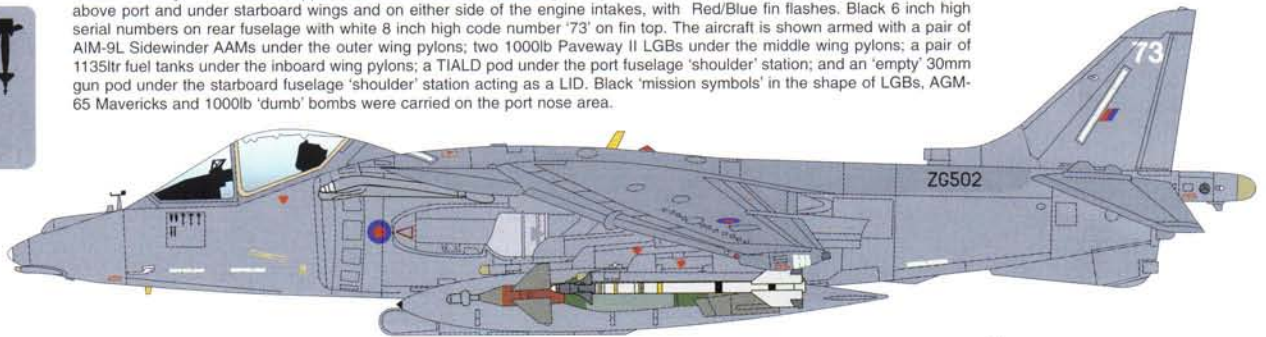 above port and under starboard wings and on either side of the engine intakes, with Red/Blue fin flashes. Black 6 inch high
serial numbers on rear fuselage with white 8 inch high code number ‘73’ on fin top. The aircraft is shown armed with a pair of
AIM-9L Sidewinder AAMs under the outer wing pylons; two 1000lb Paveway II LGBs under the middle wing pylons; a pair of
1135ltr fuel tanks under the inboard wing pylons; a TIALD pod under the port fuselage ‘shoulder’ station; and an ‘empty’ 30mm
gun pod under the starboard fuselage ‘shoulder’ station acting as a LID. Black ‘mission symbols’ in the shape of LGBs, AGM-
65 Mavericks and 1000lb ‘dumb’ bombs were carried on the port nose area.
73
ZG502